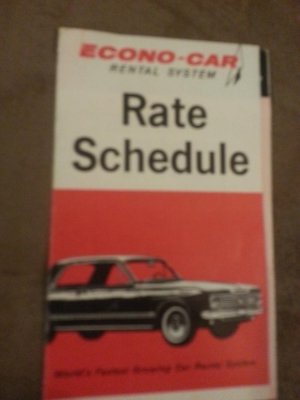 ECONO-CAR
RENTAL SYSTEM
Rate
Schedule
World's Fastest Growing Car Rental System